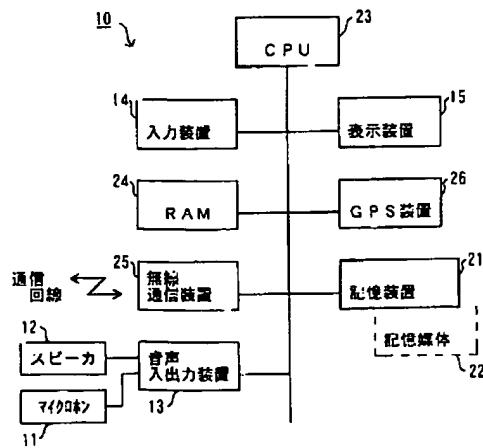 10
23
CPU
14
入力装置
15
表示装置
24
RAM
26
GPS装置
通信
回線
25
無線
通信装置
21
記憶装置
12
スピーカ
音声
入出力装置
13
記憶媒体
22
マイクロホン
11